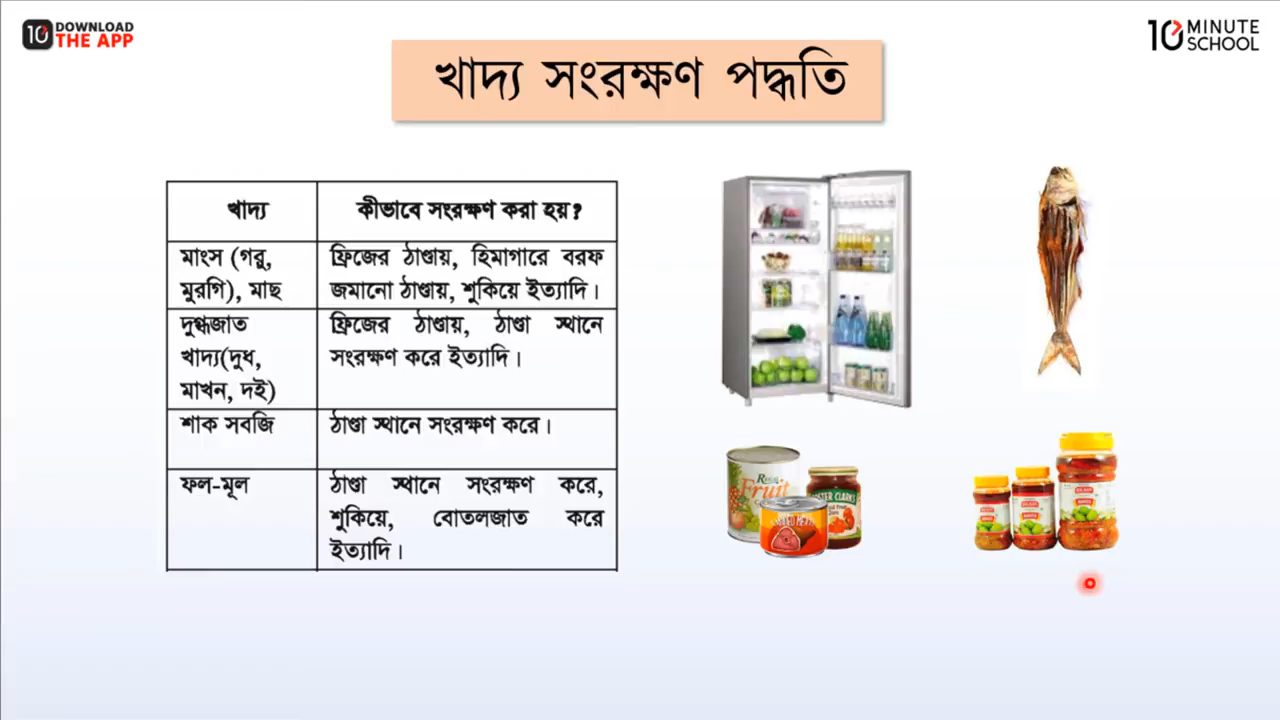 DOWNLOAD
THE APP
10 MINUTE
SCHOOL
খাদ্য সংরক্ষণ পদ্ধতি
খাদ্য
কীভাবে সংরক্ষণ করা হয়?
মাংস (গরু,
মুরগি), মাছ
ফ্রিজের ঠাণ্ডায়, হিমাগারে বরফ
জমানো ঠাণ্ডায়, শুকিয়ে ইত্যাদি।
দুগ্ধজাত
খাদ্য(দুধ,
মাখন, দই)
ফ্রিজের ঠাণ্ডায়, ঠাণ্ডা স্থানে
সংরক্ষণ করে ইত্যাদি।
শাক সবজি
ঠাণ্ডা স্থানে সংরক্ষণ করে।
ফল-মূল
ঠাণ্ডা স্থানে সংরক্ষণ করে,
শুকিয়ে, বোতলজাত করে
ইত্যাদি।
Fruit